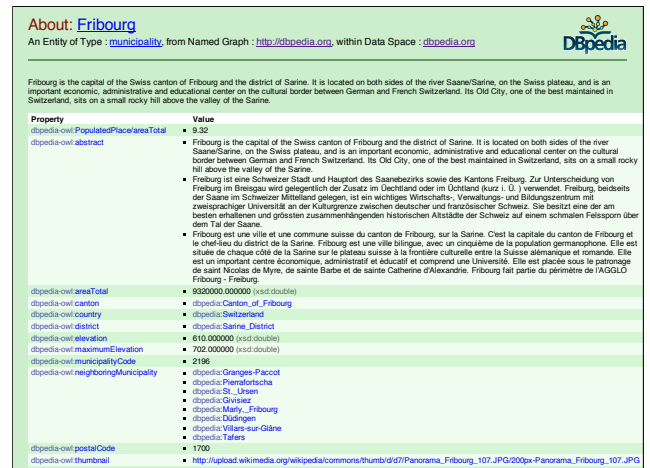 About: Fribourg
An Entity of Type : municipality, from Named Graph : http://dbpedia.org, within Data Space : dbpedia.org
DBpedia
Fribourg is the capital of the Swiss canton of Fribourg and the district of Sarine. It is located on both sides of the river Saane/Sarine, on the Swiss plateau, and is an
important economic, administrative and educational center on the cultural border between German and French Switzerland. Its Old City, one of the best maintained in
Switzerland, sits on a small rocky hill above the valley of the Sarine.
Property Value
dbpedia-owl:PopulatedPlace/areaTotal 9.32
dbpedia-owl:abstract Fribourg is the capital of the Swiss canton of Fribourg and the district of Sarine. It is located on both sides of the river
Saane/Sarine, on the Swiss plateau, and is an important economic, administrative and educational center on the cultural
border between German and French Switzerland. Its Old City, one of the best maintained in Switzerland, sits on a small rocky
hill above the valley of the Sarine.
Freiburg ist eine Schweizer Stadt und Hauptort des Saanebezirks sowie des Kantons Freiburg. Zur Unterscheidung von
Freiburg im Breisgau wird gelegentlich der Zusatz im Üechtland oder im Üchtland (kurz i. Ü. ) verwendet. Freiburg, beidseits
der Saane im Schweizer Mittelland gelegen, ist ein wichtiges Wirtschafts-, Verwaltungs- und Bildungszentrum mit
zweisprachiger Universität an der Kulturgrenze zwischen deutscher und französischer Schweiz. Sie besitzt eine der am
besten erhaltenen und grössten zusammenhängenden historischen Altstädte der Schweiz auf einem schmalen Felssporn über
dem Tal der Saane.
Fribourg est une ville et une commune suisse du canton de Fribourg, sur la Sarine. C'est la capitale du canton de Fribourg et
le chef-lieu du district de la Sarine. Fribourg est une ville bilingue, avec un cinquième de la population germanophone. Elle est
située de chaque côté de la Sarine sur le plateau suisse à la frontière culturelle entre la Suisse alémanique et romande. Elle
est un important centre économique, administratif et éducatif et comprend une Université. Elle est placée sous le patronage
de saint Nicolas de Myre, de sainte Barbe et de sainte Catherine d'Alexandrie. Fribourg fait partie du périmètre de l'AGGLO
Fribourg - Freiburg.
dbpedia-owl:areaTotal 9320000.000000 (xsd:double)
dbpedia-owl:canton dbpedia:Canton_of_Fribourg
dbpedia-owl:country dbpedia:Switzerland
dbpedia-owl:district dbpedia:Sarine_District
dbpedia-owl:elevation 610.000000 (xsd:double)
dbpedia-owl:maximumElevation 702.000000 (xsd:double)
dbpedia-owl:municipalityCode 2196
dbpedia-owl:neighboringMunicipality dbpedia:Granges-Paccot
dbpedia:Pierrafortscha
dbpedia:St._Ursen
dbpedia:Givisiez
dbpedia:Marly,_Fribourg
dbpedia:Düdingen
dbpedia:Villars-sur-Glâne
dbpedia:Tafers
dbpedia-owl:postalCode 1700
dbpedia-owl:thumbnail http://upload.wikimedia.org/wikipedia/commons/thumb/d/d7/Panorama_Fribourg_107.JPG/200px-Panorama_Fribourg_107.JPG